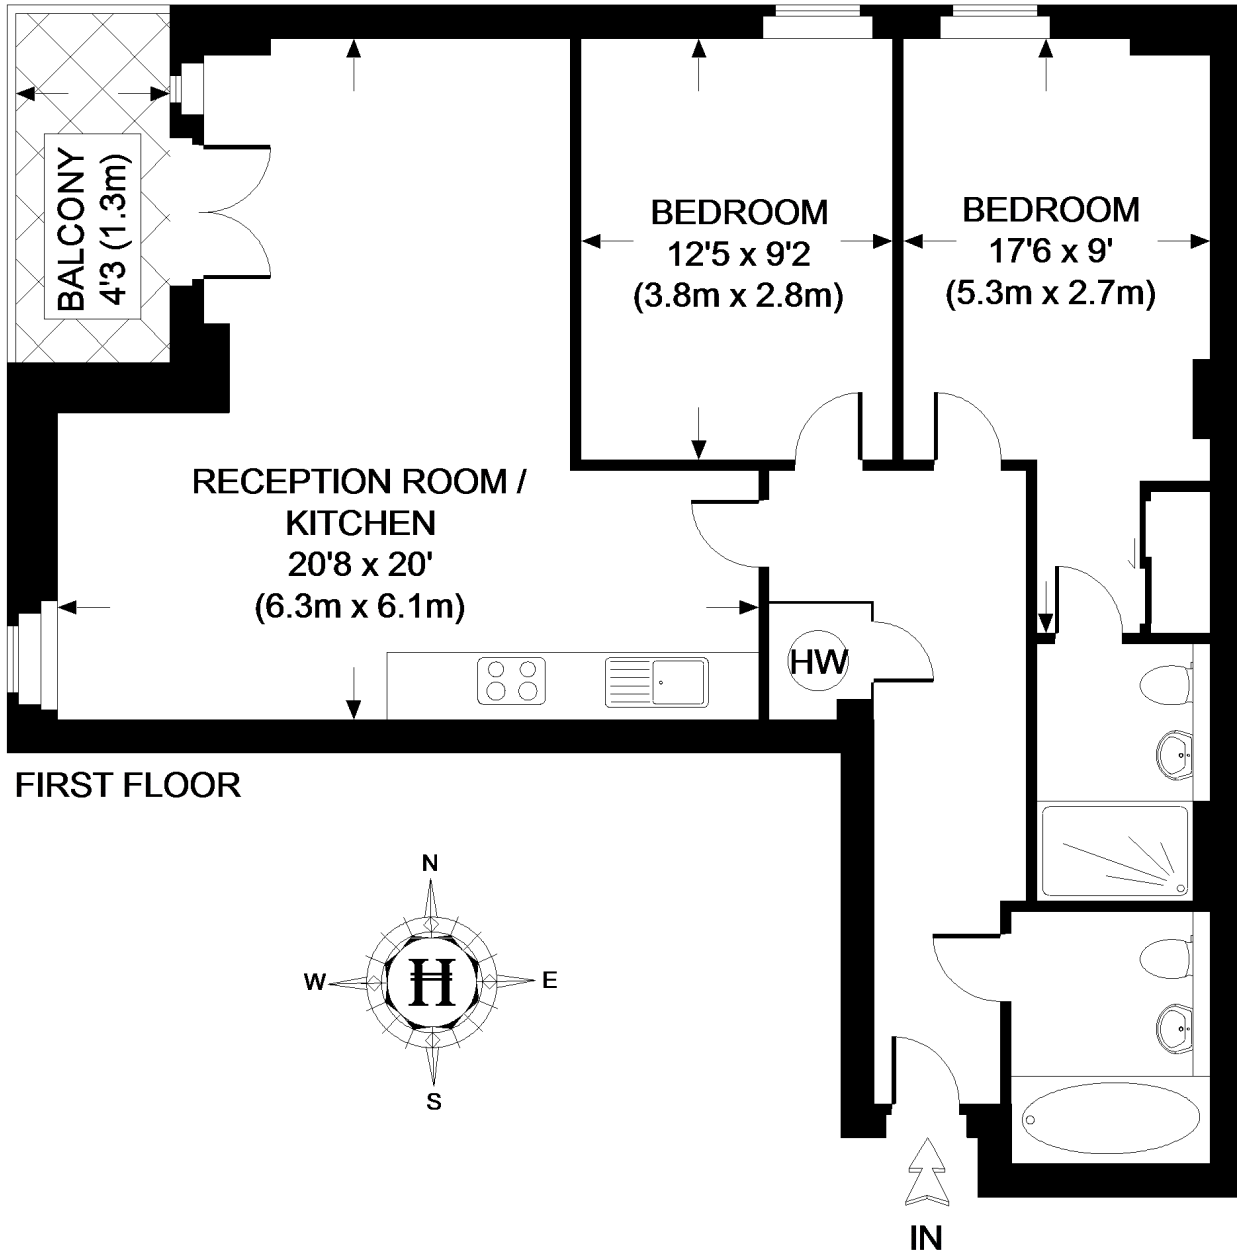 BALCONY
4'3 (1.3m)
BEDROOM
12'5 x 9'2
(3.8m x 2.8m)
BEDROOM
17'6 x 9'
(5.3m x 2.7m)
RECEPTION ROOM /
KITCHEN
20'8 x 20'
(6.3m x 6.1m)
HW
FIRST FLOOR
N
W
H
E
S
IN